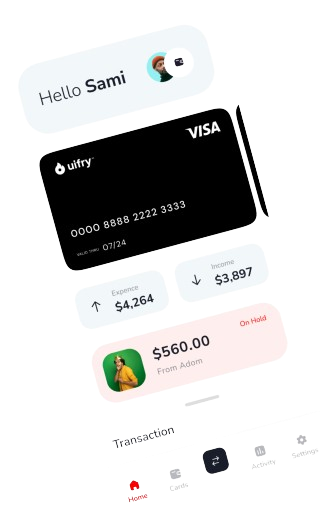 Hello Sami
uifry
VISA
0000 8888 2222 3333
VALID THRU 07/24
Expence
$4,264
Income
$3,897
On Hold
$560.00
From Adam
Transaction
Home
Cards
Activity
Settings